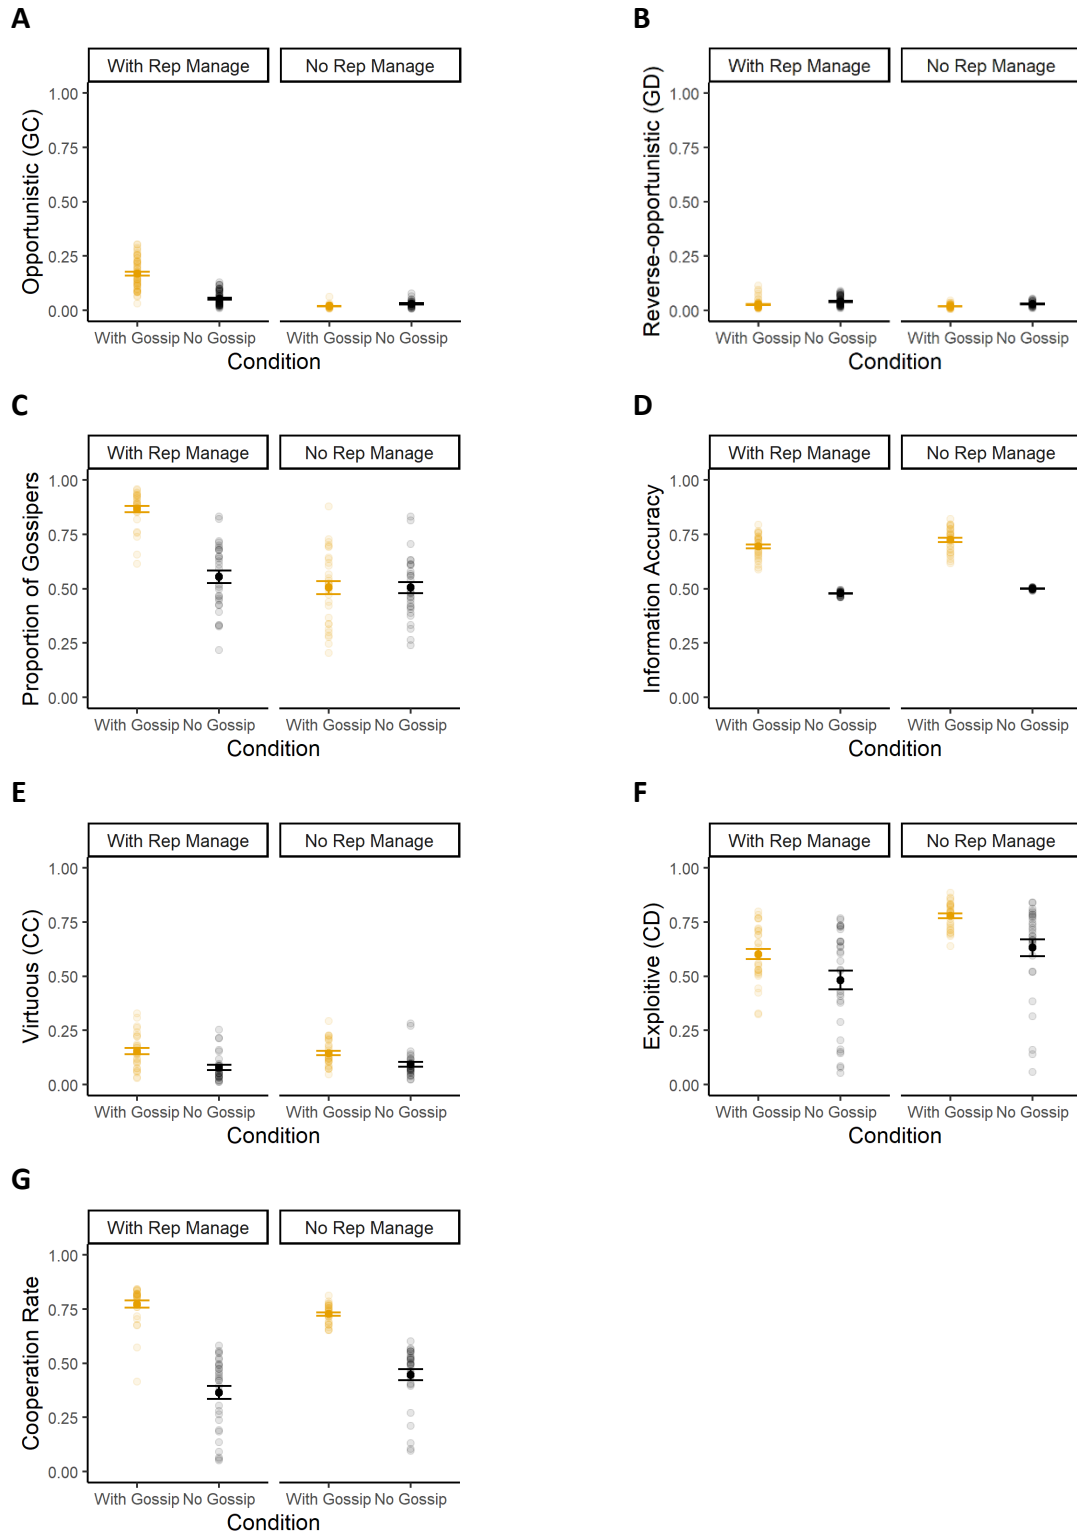 A
With Rep Manage
No Rep Manage
Opportunistic (GC)
1.00
0.75
0.50
0.25
0.00
With Gossip No Gossip
With Gossip No Gossip
Condition
B
With Rep Manage
No Rep Manage
Reverse-opportunistic (GD)
1.00
0.75
0.50
0.25
0.00
With Gossip No Gossip
With Gossip No Gossip
Condition
C
With Rep Manage
No Rep Manage
Proportion of Gossipers
1.00
0.75
0.50
0.25
0.00
With Gossip No Gossip
With Gossip No Gossip
Condition
D
With Rep Manage
No Rep Manage
Information Accuracy
1.00
0.75
0.50
0.25
0.00
With Gossip No Gossip
With Gossip No Gossip
Condition
E
With Rep Manage
No Rep Manage
Virtuous (CC)
1.00
0.75
0.50
0.25
0.00
With Gossip No Gossip
With Gossip No Gossip
Condition
F
With Rep Manage
No Rep Manage
Exploitive (CD)
1.00
0.75
0.50
0.25
0.00
With Gossip No Gossip
With Gossip No Gossip
Condition
G
With Rep Manage
No Rep Manage
Cooperation Rate
1.00
0.75
0.50
0.25
0.00
With Gossip No Gossip
With Gossip No Gossip
Condition